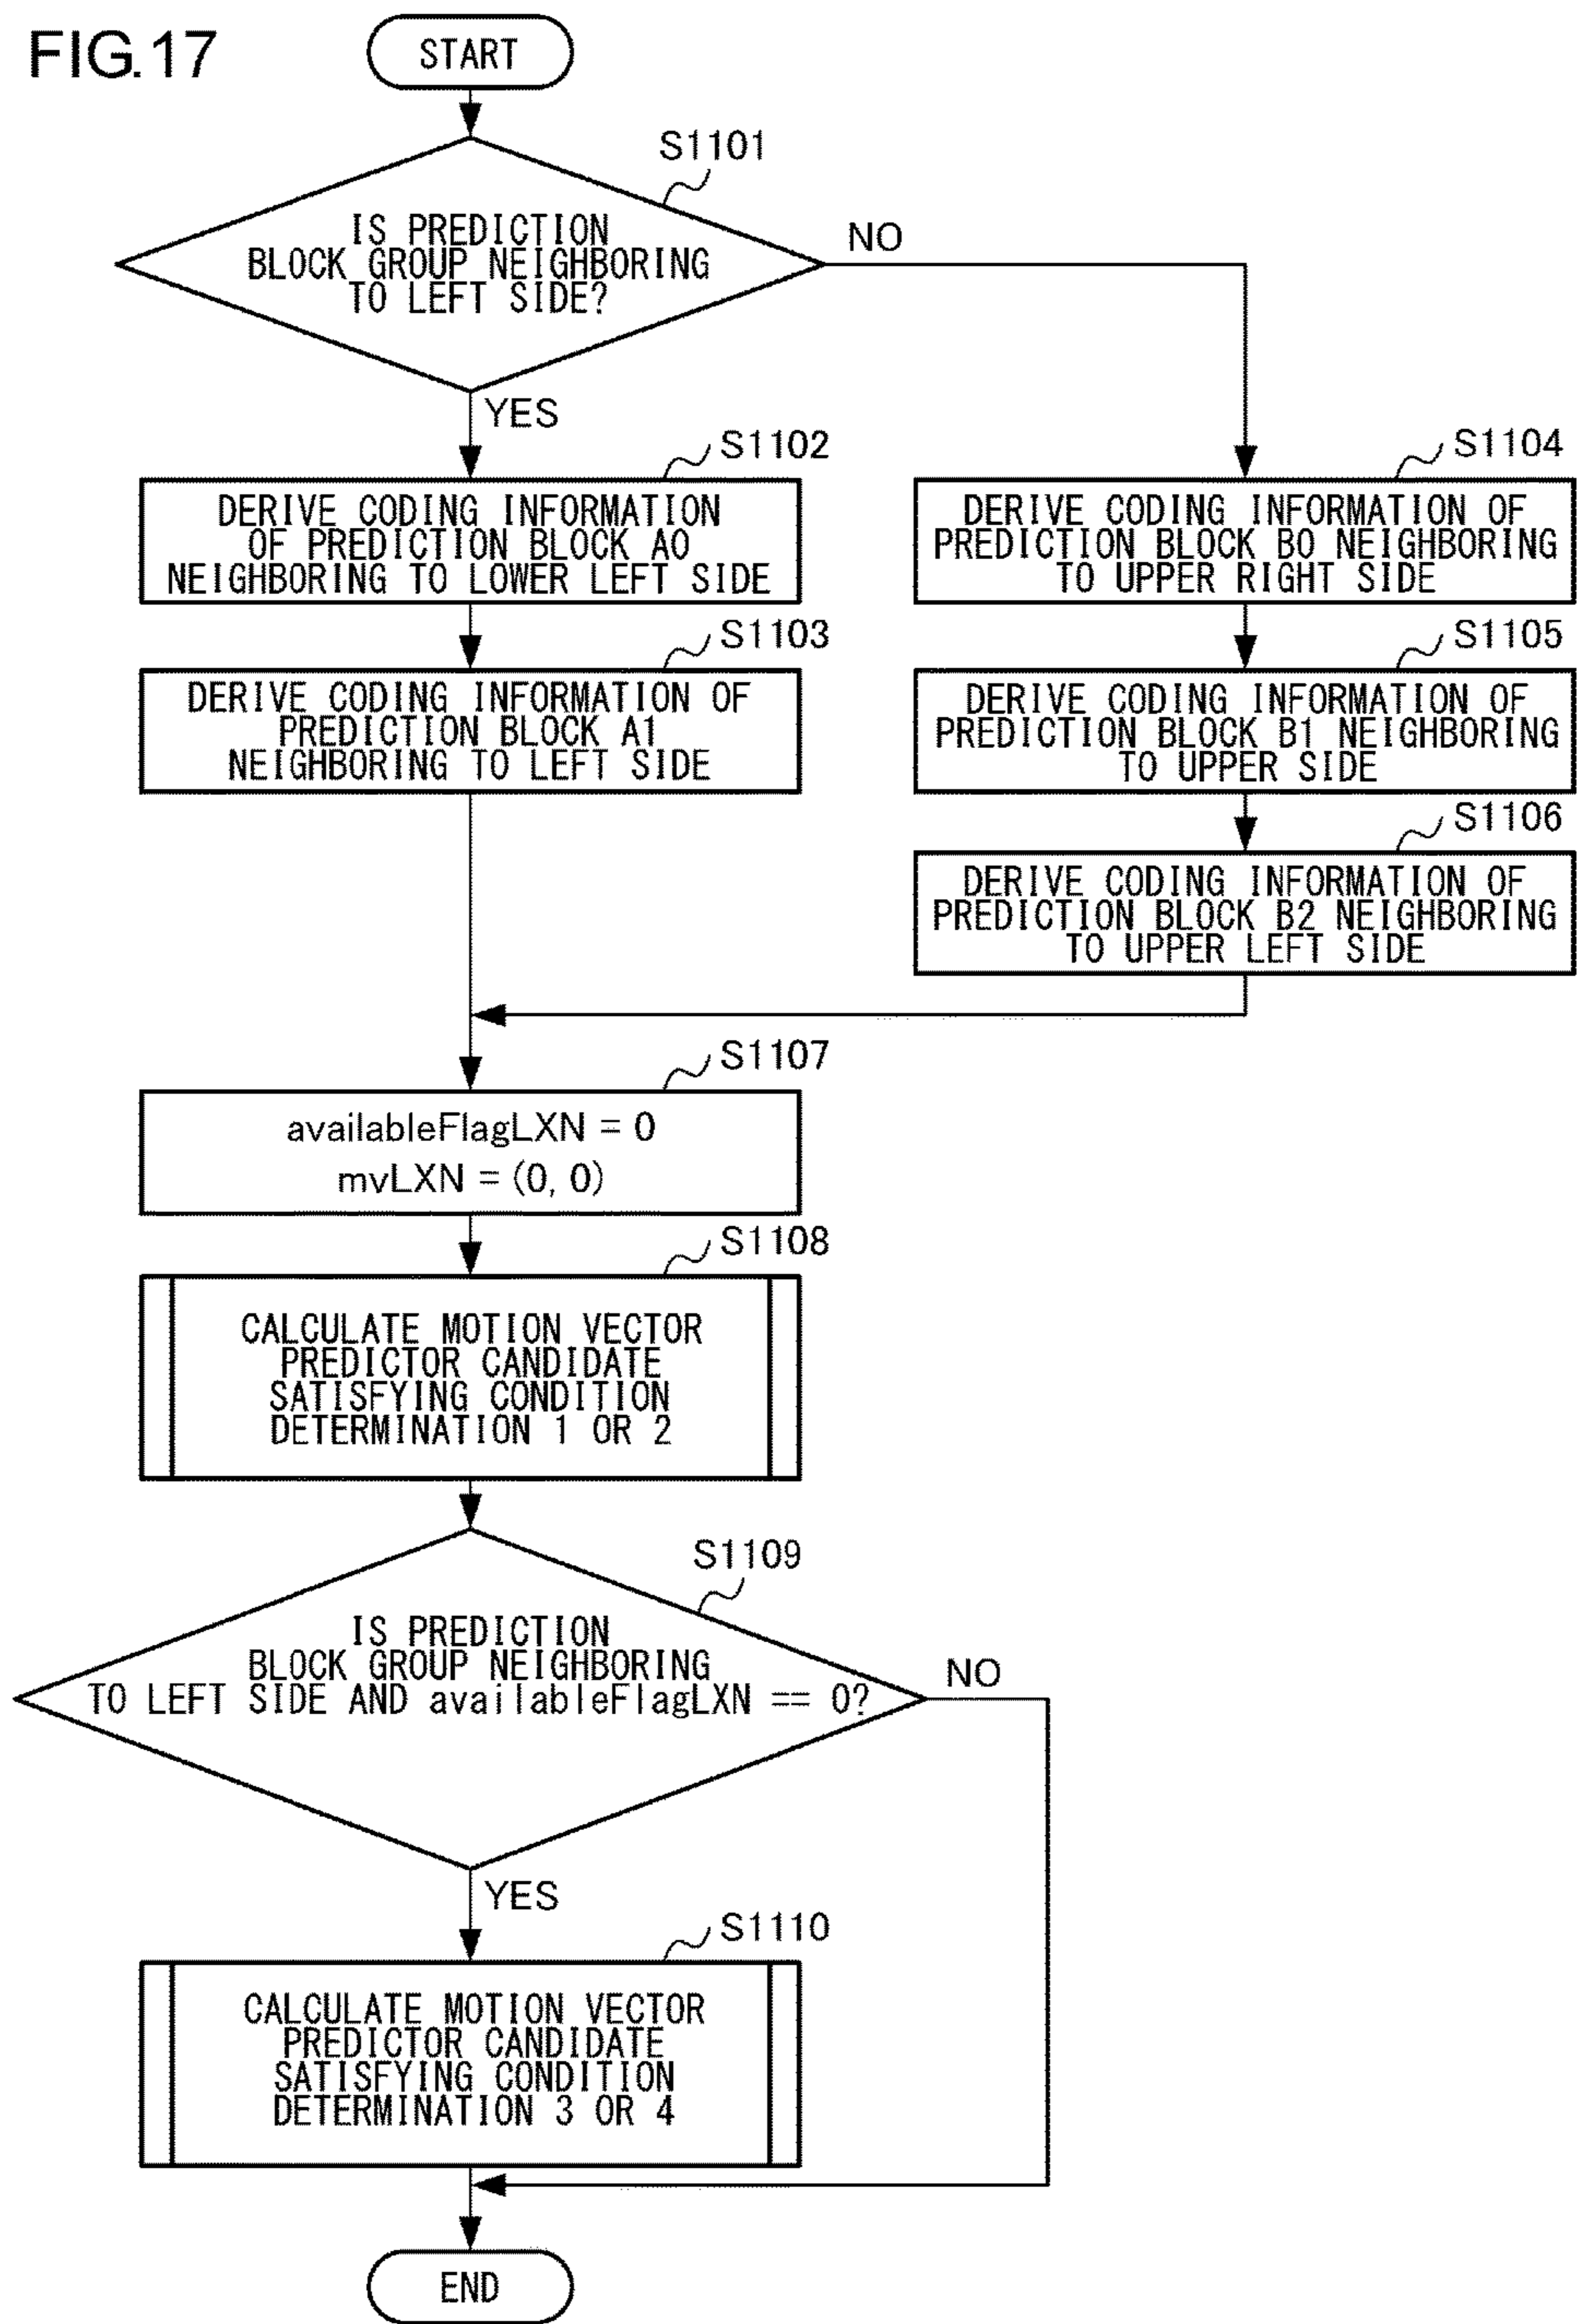 FIG.17
START
S1101
IS PREDICTION
BLOCK GROUP NEIGHBORING
TO LEFT SIDE?
NO
YES
S1102
DERIVE CODING INFORMATION
OF PREDICTION BLOCK A0
NEIGHBORING TO LOWER LEFT SIDE
S1103
DERIVE CODING INFORMATION OF
PREDICTION BLOCK A1
NEIGHBORING TO LEFT SIDE
S1104
DERIVE CODING INFORMATION OF
PREDICTION BLOCK B0 NEIGHBORING
TO UPPER RIGHT SIDE
S1105
DERIVE CODING INFORMATION OF
PREDICTION BLOCK B1 NEIGHBORING
TO UPPER SIDE
S1106
DERIVE CODING INFORMATION OF
PREDICTION BLOCK B2 NEIGHBORING
TO UPPER LEFT SIDE
S1107
availableFlagLXN = 0
mvLXN = (0, 0)
S1108
CALCULATE MOTION VECTOR
PREDICTOR CANDIDATE
SATISFYING CONDITION
DETERMINATION 1 OR 2
S1109
IS PREDICTION
BLOCK GROUP NEIGHBORING
TO LEFT SIDE AND availableFlagLXN == 0?
NO
YES
S1110
CALCULATE MOTION VECTOR
PREDICTOR CANDIDATE
SATISFYING CONDITION
DETERMINATION 3 OR 4
END